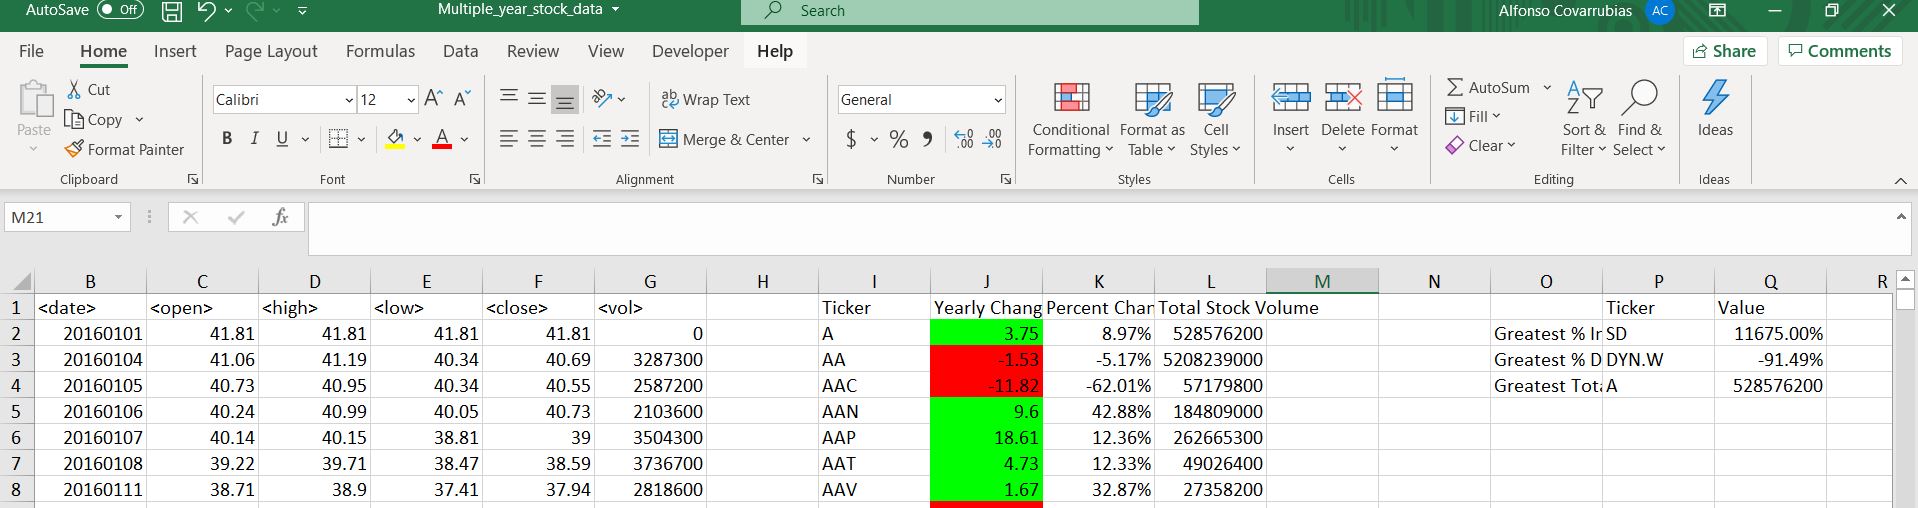 AutoSave Off Multiple_year_stock_data Search Alfonso Covarrubias AC
File Home Insert Page Layout Formulas Data Review View Developer Help Share Comments
Paste Cut Copy Format Painter Clipboard
Calibri 12 A A B I U A Font
ab Wrap Text Merge & Center Alignment
General $ % , .00 .00 Number
Conditional Formatting Format as Table Cell Styles Styles
Insert Delete Format Cells
AutoSum Fill Clear Sort & Filter Find & Select Editing
Ideas Ideas
M21 fx
B C D E F G H I J K L M N O P Q R
1 <date> <open> <high> <low> <close> <vol> Ticker Yearly Chang Percent Chan Total Stock Volume Ticker Value
2 20160101 41.81 41.81 41.81 41.81 0 A 3.75 8.97% 528576200 Greatest % In SD 11675.00%
3 20160104 41.06 41.19 40.34 40.69 3287300 AA -1.53 -5.17% 5208239000 Greatest % D DYN.W -91.49%
4 20160105 40.73 40.95 40.34 40.55 2587200 AAC -11.82 -62.01% 57179800 Greatest Tota A 528576200
5 20160106 40.24 40.99 40.05 40.73 2103600 AAN 9.6 42.88% 184809000
6 20160107 40.14 40.15 38.81 39 3504300 AAP 18.61 12.36% 262665300
7 20160108 39.22 39.71 38.47 38.59 3736700 AAT 4.73 12.33% 49026400
8 20160111 38.71 38.9 37.41 37.94 2818600 AAV 1.67 32.87% 27358200